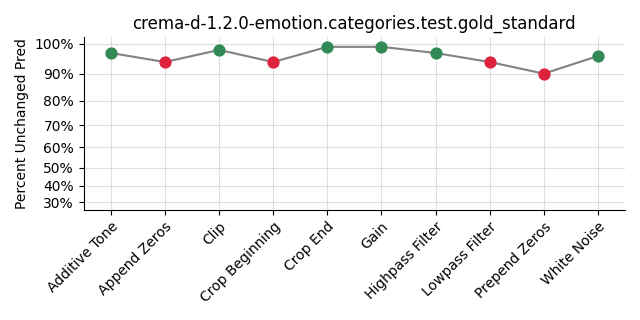 crema-d-1.2.0-emotion.categories.test.gold_standard
Percent Unchanged Pred
100%
90%
80%
70%
60%
50%
40%
30%
Additive Tone
Append Zeros
Clip
Crop Beginning
Crop End
Gain
Highpass Filter
Lowpass Filter
Prepend Zeros
White Noise